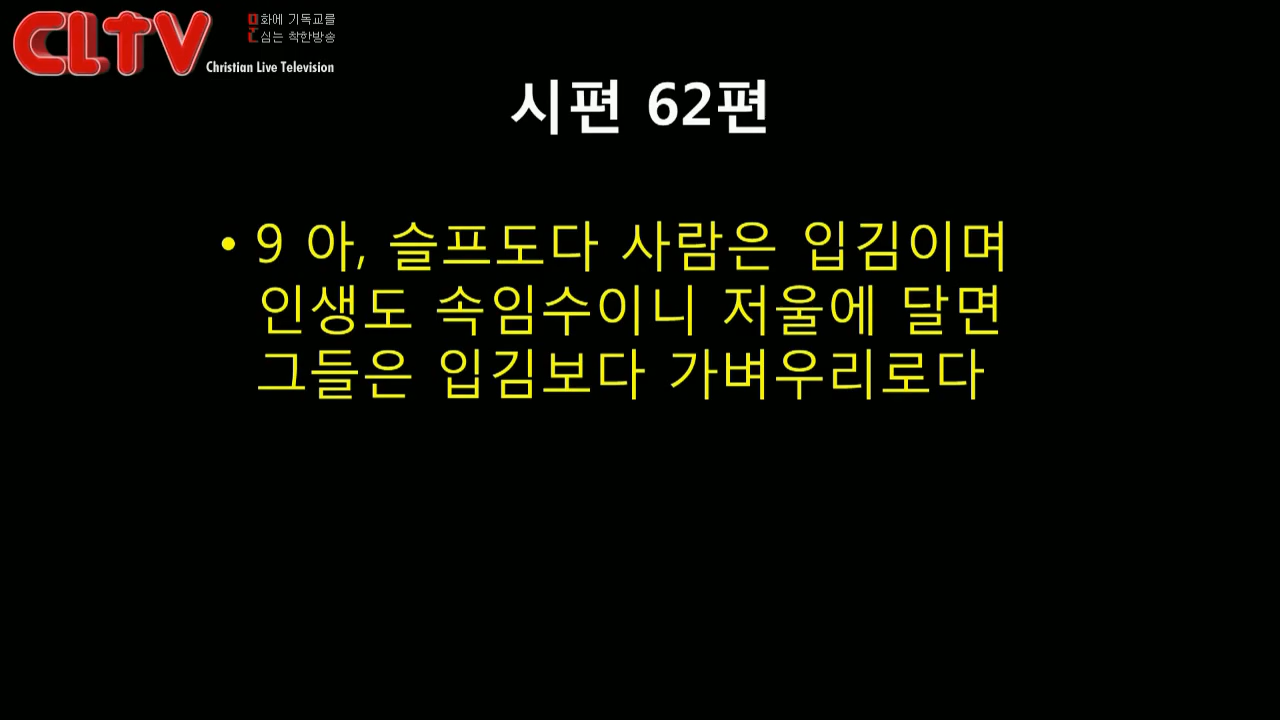 CLTV
문화에 기독교를
심는 착한방송
Christian Live Television
시편 62편
• 9 아, 슬프도다 사람은 입김이며
인생도 속임수이니 저울에 달면
그들은 입김보다 가벼우리로다